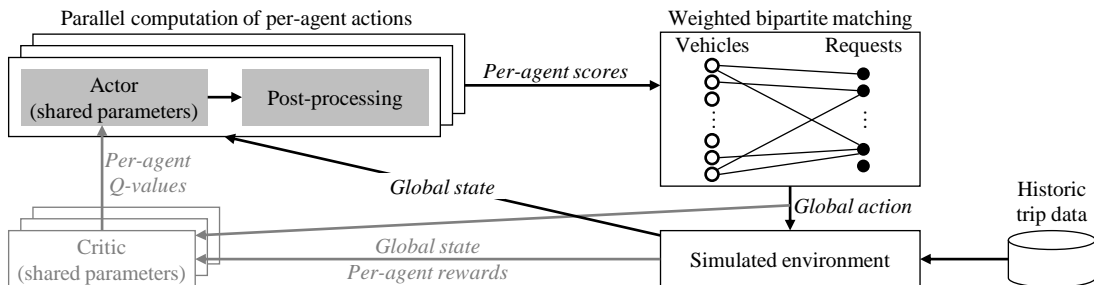 Parallel computation of per-agent actions
Weighted bipartite matching
Vehicles
Requests
Actor
(shared parameters)
Post-processing
Per-agent scores
Per-agent
Q-values
Global state
Global action
Historic
trip data
Critic
(shared parameters)
Global state
Per-agent rewards
Simulated environment